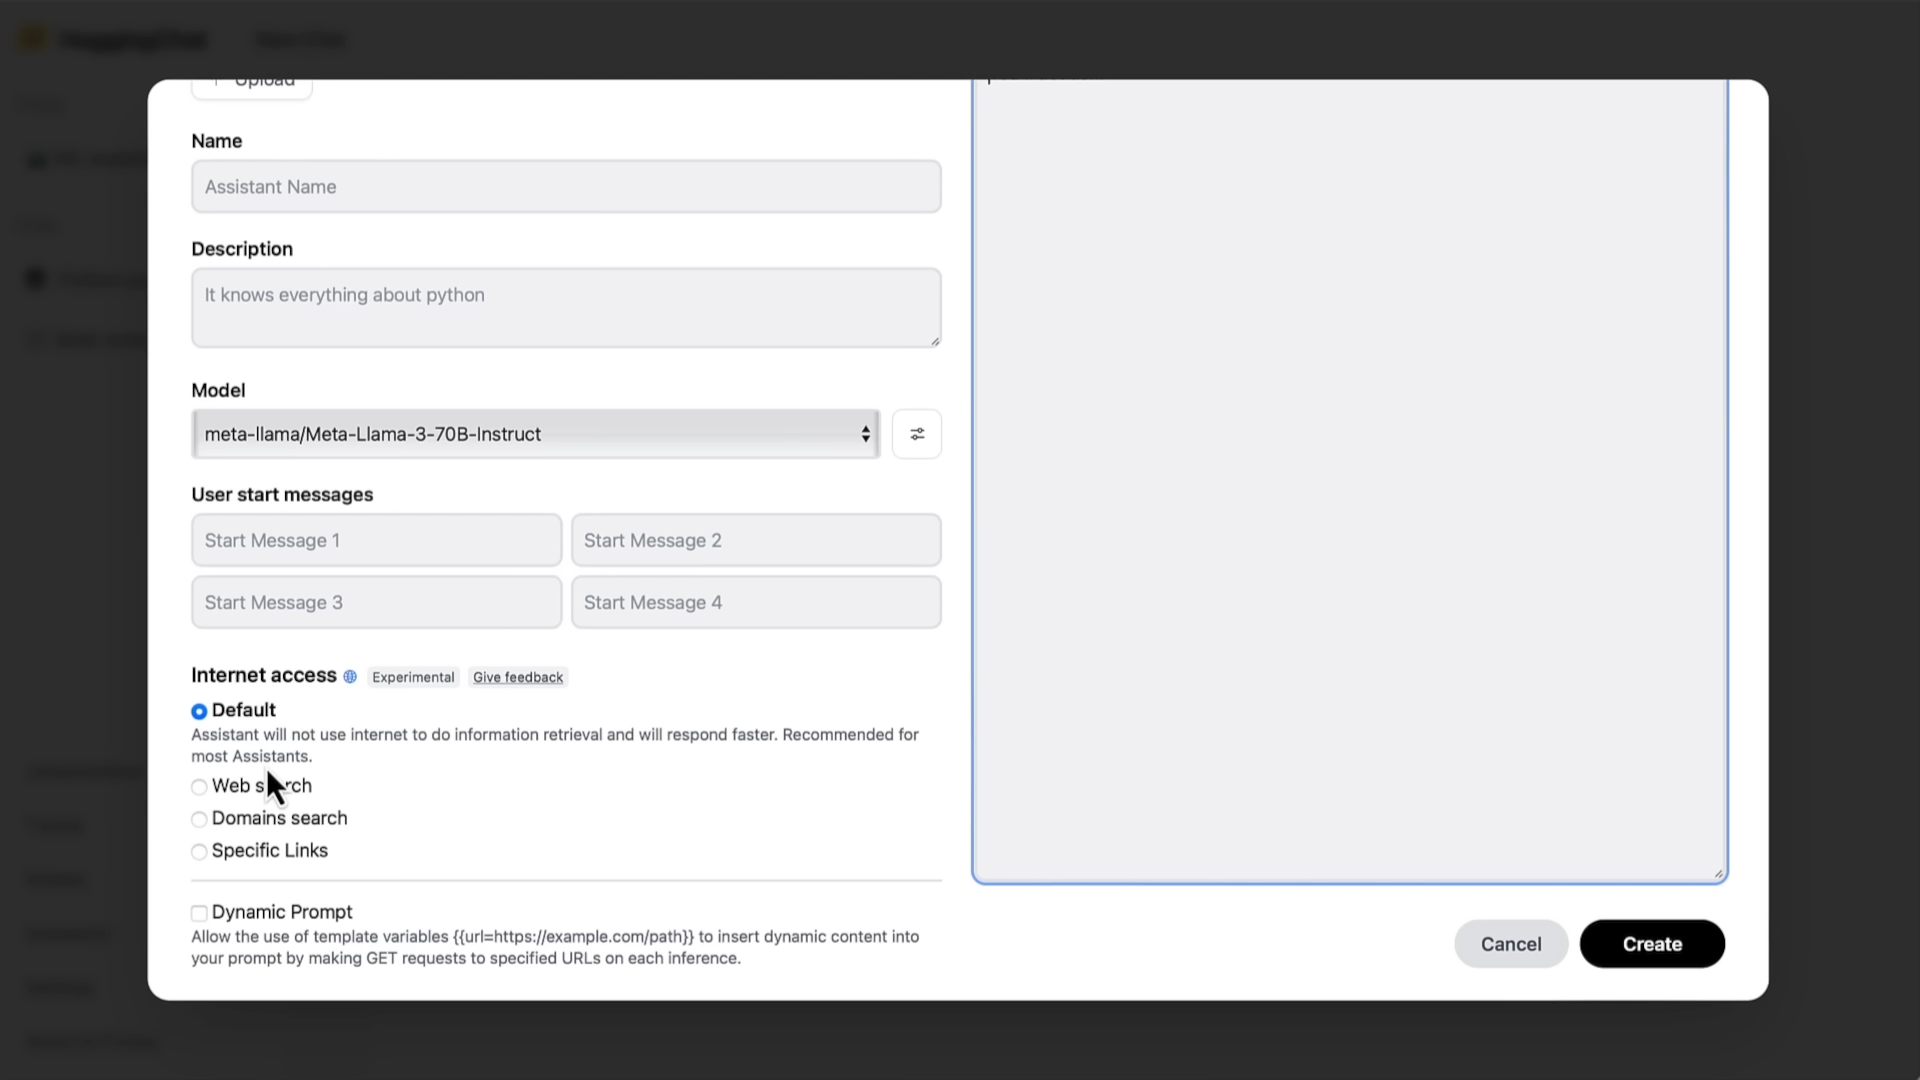 Upload
Name
Assistant Name
Description
It knows everything about python
Model
meta-llama/Meta-Llama-3-70B-Instruct
User start messages
Start Message 1
Start Message 2
Start Message 3
Start Message 4
Internet access Experimental Give feedback
Default
Assistant will not use internet to do information retrieval and will respond faster. Recommended for
most Assistants.
Web search
Domains search
Specific Links
Dynamic Prompt
Allow the use of template variables {{url=https://example.com/path}} to insert dynamic content into
your prompt by making GET requests to specified URLs on each inference.
Cancel
Create